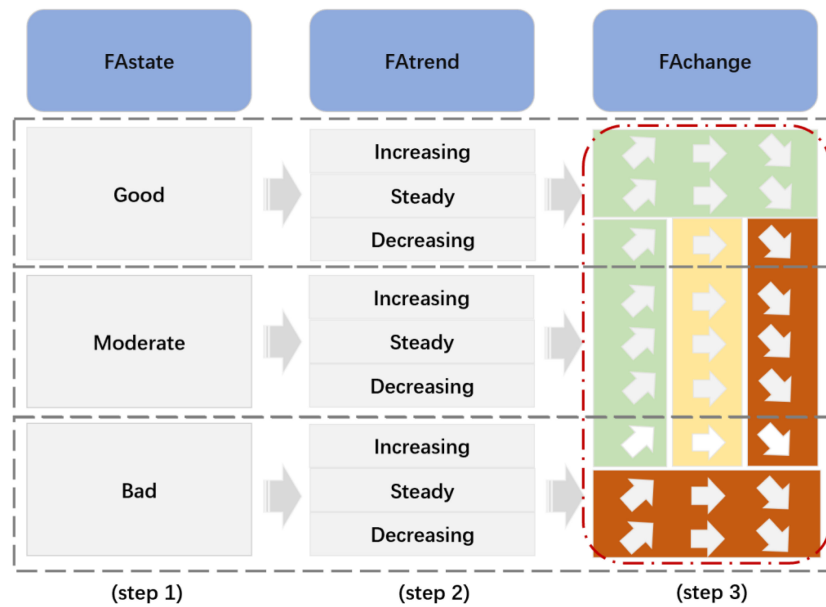 FAstate
FAtrend
FAchange
Good
Increasing
Steady
Decreasing
Moderate
Increasing
Steady
Decreasing
Bad
Increasing
Steady
Decreasing
(step 1)
(step 2)
(step 3)